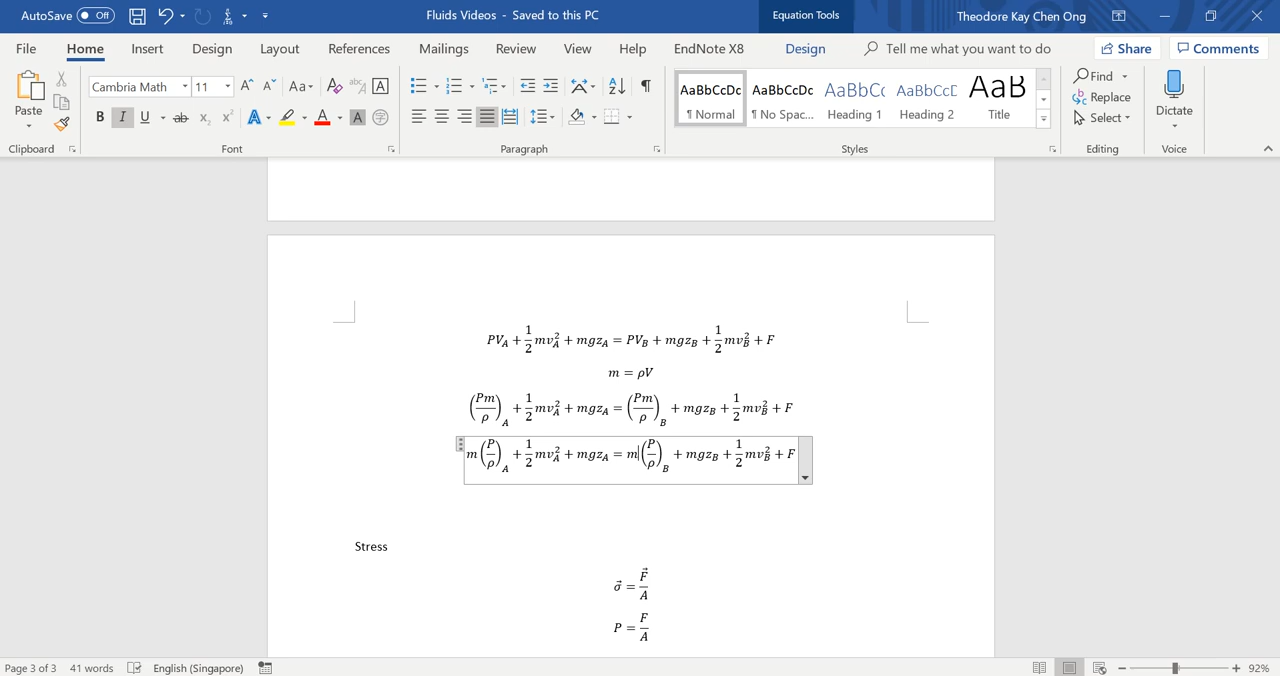 AutoSave Off Fluids Videos - Saved to this PC Equation Tools Theodore Kay Chen Ong
File Home Insert Design Layout References Mailings Review View Help EndNote X8 Design Tell me what you want to do Share Comments
Cambria Math 11 Aa AaBbCcDc AaBbCcDc AaBbCc AaBbCcD AaB Find
Paste B I U ab x₂ x² A A A ¶ Normal ¶ No Spac... Heading 1 Heading 2 Title Replace Select Dictate
Clipboard Font Paragraph Styles Editing Voice
PV_A + 1/2 mv_A^2 + mgz_A = PV_B + mgz_B + 1/2 mv_B^2 + F
m = ρV
(Pm/ρ)_A + 1/2 mv_A^2 + mgz_A = (Pm/ρ)_B + mgz_B + 1/2 mv_B^2 + F
m(P/ρ)_A + 1/2 mv_A^2 + mgz_A = m(P/ρ)_B + mgz_B + 1/2 mv_B^2 + F
Stress
σ⃗ = F⃗/A
P = F/A
Page 3 of 3 41 words English (Singapore) 92%